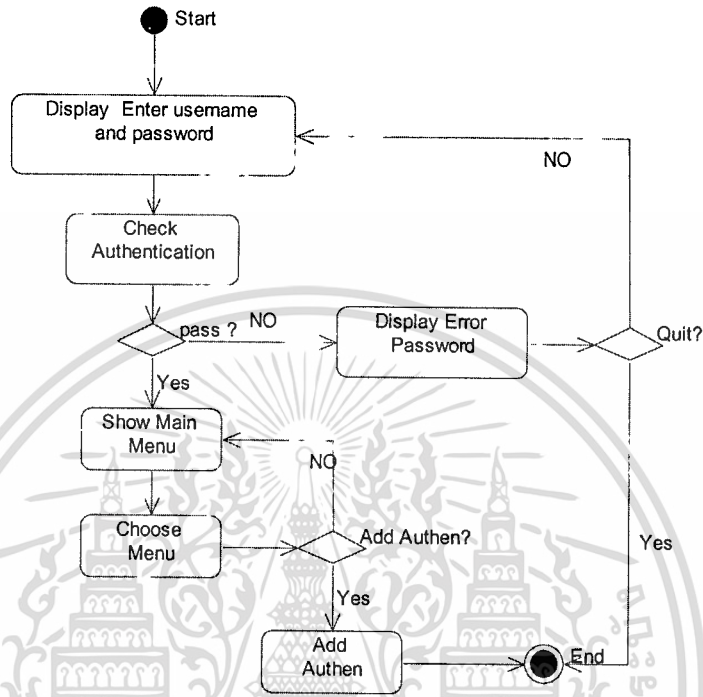 Start
Display Enter username
and password
NO
Check
Authentication
pass ?
NO
Display Error
Password
Quit?
Yes
Show Main
Menu
NO
Choose
Menu
Add Authen?
Yes
Yes
Add
Authen
End